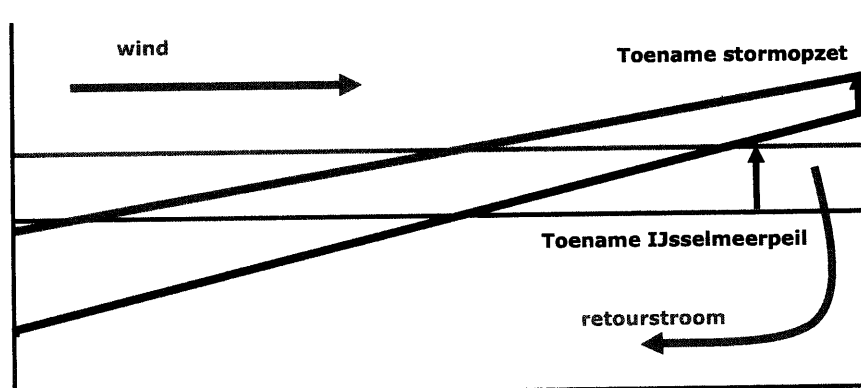 wind
Toename stormopzet
Toename IJsselmeerpeil
retourstroom